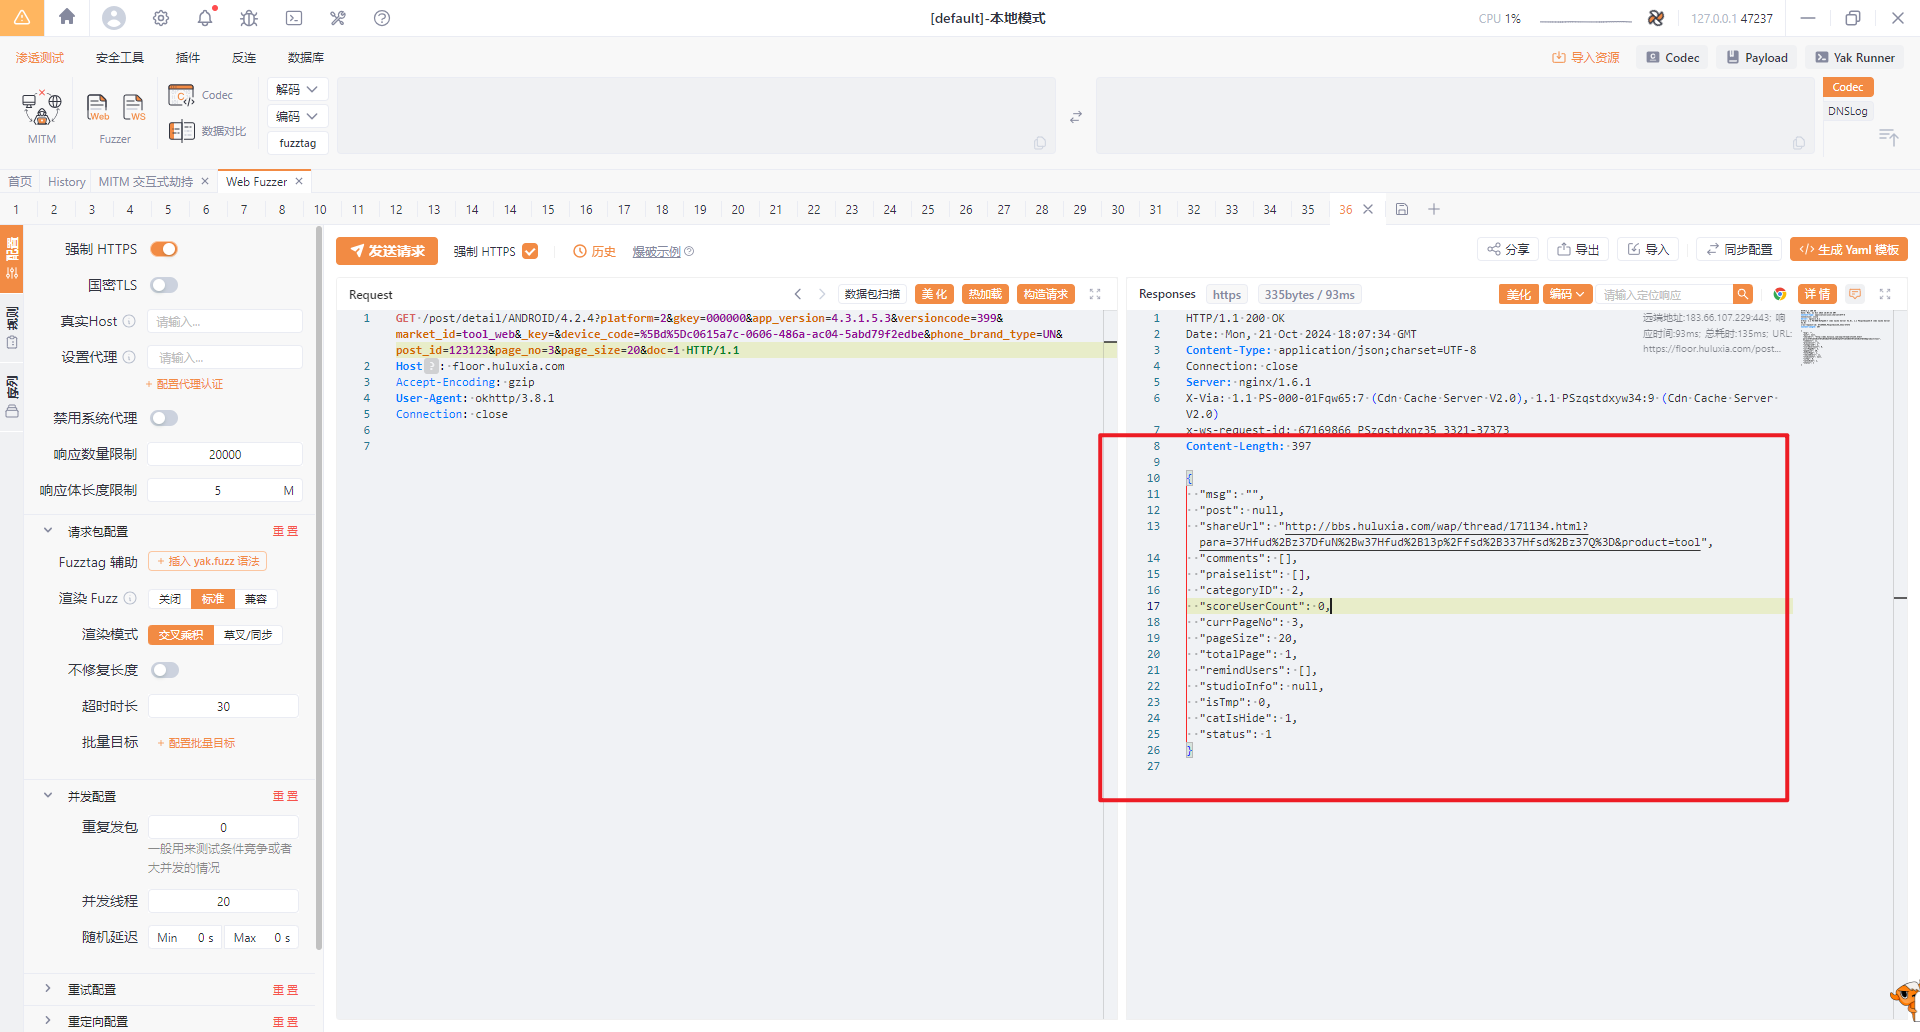 [default]-本地模式
CPU 1%
127.0.0.1 47237
渗透测试
安全工具
插件
反连
数据库
导入资源
Codec
Payload
Yak Runner
MITM
Web
WS
Fuzzer
Codec
数据对比
解码
编码
fuzztag
Codec
DNSLog
首页
History
MITM 交互式劫持
Web Fuzzer
1 2 3 4 5 6 7 8 10 11 12 13 14 14 15 16 17 18 19 20 21 22 23 24 25 26 27 28 29 30 31 32 33 34 35 36
配置
规则
序列
强制 HTTPS
国密TLS
真实Host 请输入...
设置代理 请输入...
+ 配置代理认证
禁用系统代理
响应数量限制 20000
响应体长度限制 5 M
请求包配置 重置
Fuzztag 辅助 + 插入 yak.fuzz 语法
渲染 Fuzz 关闭 标准 兼容
渲染模式 交叉乘积 草叉/同步
不修复长度
超时时长 30
批量目标 + 配置批量目标
并发配置 重置
重复发包 0
一般用来测试条件竞争或者
大并发的情况
并发线程 20
随机延迟 Min 0 s Max 0 s
重试配置 重置
重定向配置 重置
发送请求
强制 HTTPS
历史
爆破示例
分享
导出
导入
同步配置
生成 Yaml 模板
Request
数据包扫描
美化
热加载
构造请求
1 GET /post/detail/ANDROID/4.2.4?platform=2&gkey=000000&app_version=4.3.1.5.3&versioncode=399&
market_id=tool_web&_key=&device_code=%5Bd%5Dc0615a7c-0606-486a-ac04-5abd79f2edbe&phone_brand_type=UN&
post_id=123123&page_no=3&page_size=20&doc=1 HTTP/1.1
2 Host ? : floor.huluxia.com
3 Accept-Encoding: gzip
4 User-Agent: okhttp/3.8.1
5 Connection: close
6
7
Responses
https
335bytes / 93ms
美化
编码
请输入定位响应
详情
远端地址:183.66.107.229:443; 响
应时间:93ms; 总耗时:135ms; URL:
https://floor.huluxia.com/post...
1 HTTP/1.1 200 OK
2 Date: Mon, 21 Oct 2024 18:07:34 GMT
3 Content-Type: application/json;charset=UTF-8
4 Connection: close
5 Server: nginx/1.6.1
6 X-Via: 1.1 PS-000-01Fqw65:7 (Cdn Cache Server V2.0), 1.1 PSzqstdxyw34:9 (Cdn Cache Server
V2.0)
7 x-ws-request-id: 67169866_PSzqstdxnz35_3321-37373
8 Content-Length: 397
9
10 {
11 "msg": "",
12 "post": null,
13 "shareUrl": "http://bbs.huluxia.com/wap/thread/171134.html?
para=37Hfud%2Bz37DfuN%2Bw37Hfud%2B13p%2Ffsd%2B337Hfsd%2Bz37Q%3D&product=tool",
14 "comments": [],
15 "praiselist": [],
16 "categoryID": 2,
17 "scoreUserCount": 0,
18 "currPageNo": 3,
19 "pageSize": 20,
20 "totalPage": 1,
21 "remindUsers": [],
22 "studioInfo": null,
23 "isTmp": 0,
24 "catIsHide": 1,
25 "status": 1
26 }
27